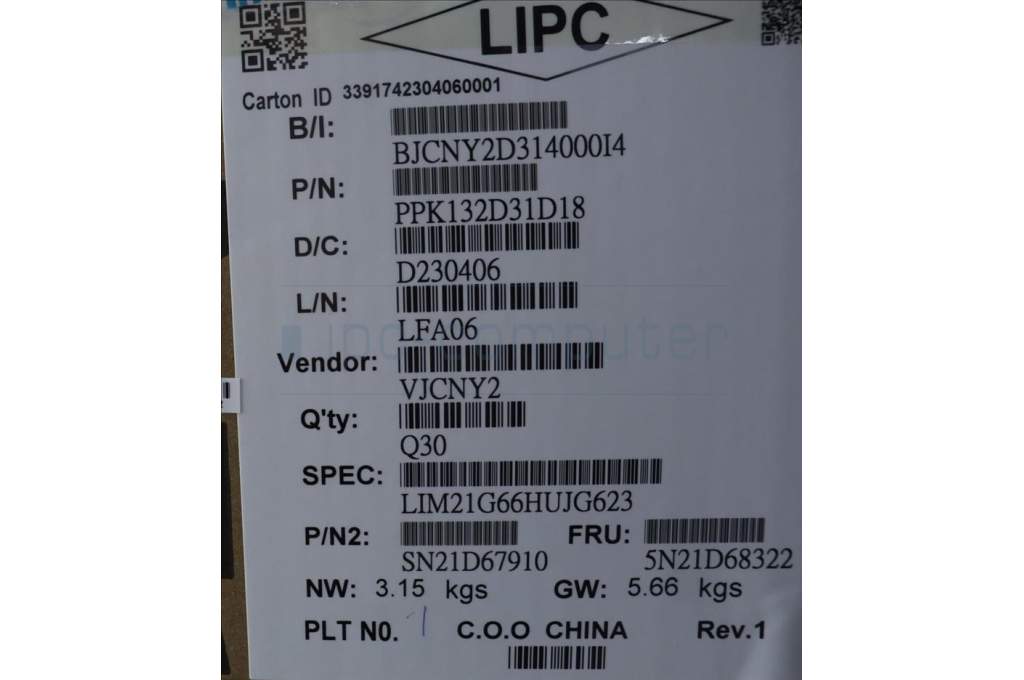 LIPC
Carton ID 3391742304060001
B/I:
BJCNY2D314000I4
P/N:
PPK132D31D18
D/C:
D230406
L/N:
LFA06
Vendor:
VJCNY2
Q'ty:
Q30
SPEC:
LIM21G66HUJG623
P/N2: FRU:
SN21D67910 5N21D68322
NW: 3.15 kgs GW: 5.66 kgs
PLT N0. 1 C.O.O CHINA Rev.1